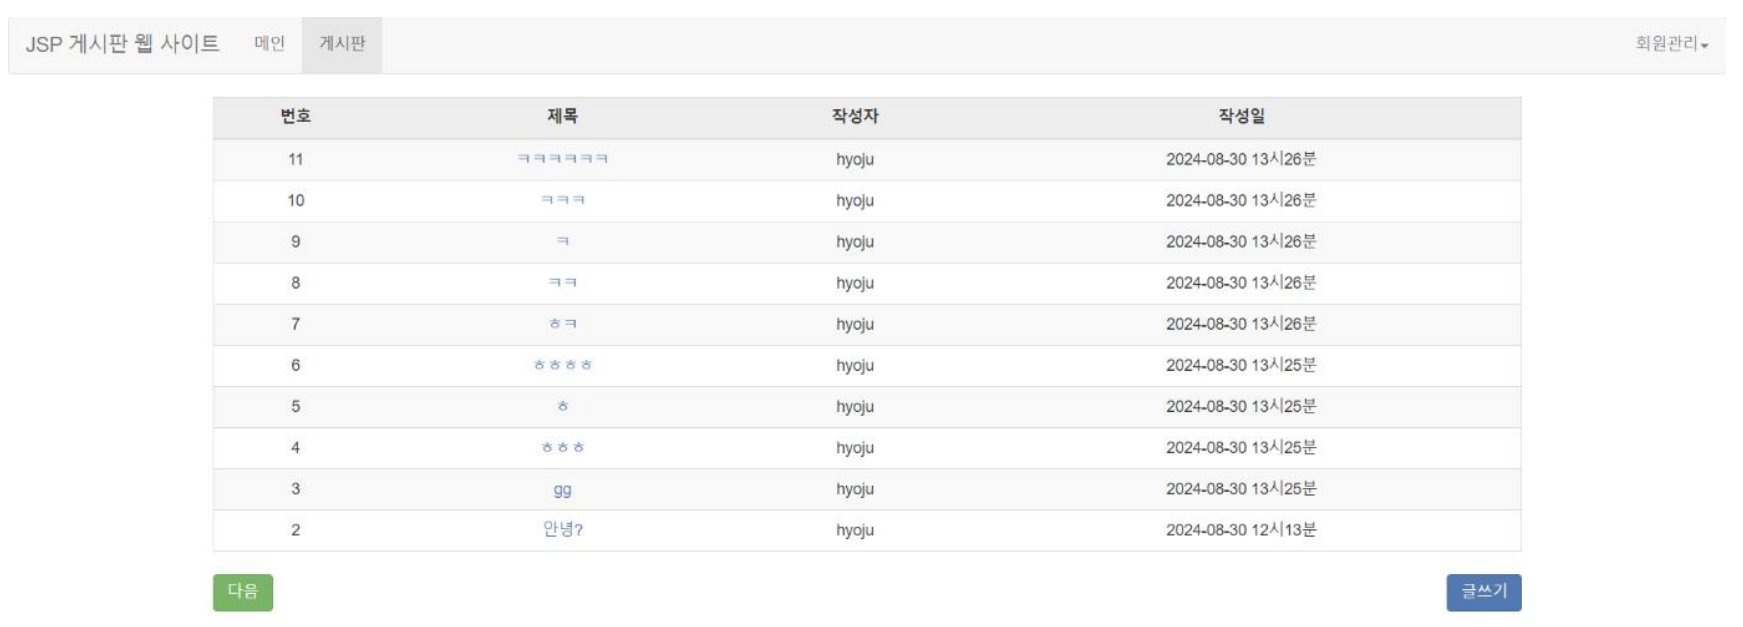 JSP 게시판 웹 사이트 메인 게시판 회원관리
번호 제목 작성자 작성일
11 ㅋㅋㅋㅋㅋㅋ hyoju 2024-08-30 13시26분
10 ㅋㅋㅋ hyoju 2024-08-30 13시26분
9 ㅋ hyoju 2024-08-30 13시26분
8 ㅋㅋ hyoju 2024-08-30 13시26분
7 ㅎㅋ hyoju 2024-08-30 13시26분
6 ㅎㅎㅎㅎ hyoju 2024-08-30 13시25분
5 ㅎ hyoju 2024-08-30 13시25분
4 ㅎㅎㅎ hyoju 2024-08-30 13시25분
3 gg hyoju 2024-08-30 13시25분
2 안녕? hyoju 2024-08-30 12시13분
다음 글쓰기